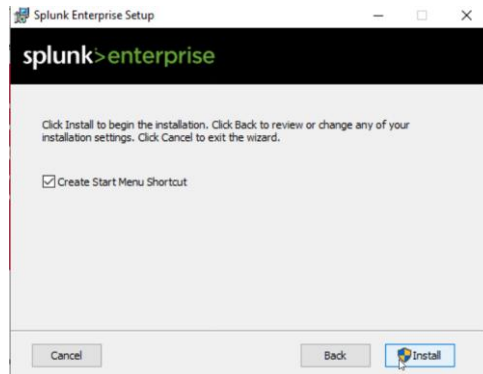 Splunk Enterprise Setup
splunk>enterprise
Click Install to begin the installation. Click Back to review or change any of your
installation settings. Click Cancel to exit the wizard.
Create Start Menu Shortcut
Cancel
Back
Install